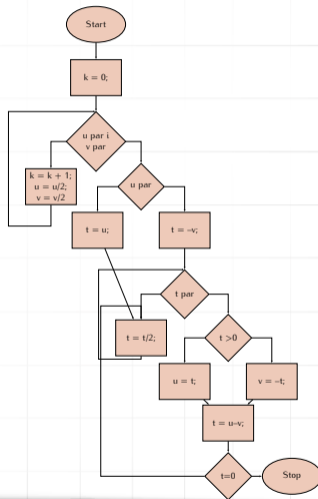 Start
k = 0;
u par i
v par
k = k + 1;
u = u/2;
v = v/2
u par
t = u;
t = –v;
t par
t = t/2;
t >0
u = t;
v = –t;
t = u–v;
t=0
Stop